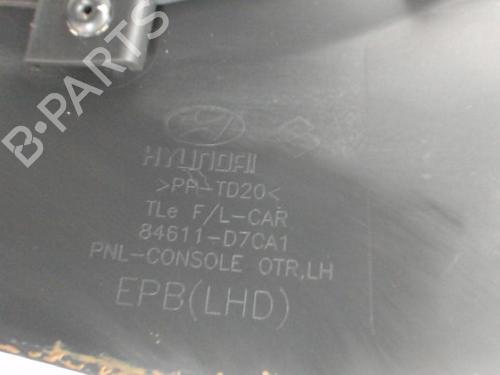 B-PARTS
HYUNDAI
>PP-TD20<
TLe F/L-CAR
84611-D7CA1
PNL-CONSOLE OTR,LH
EPB(LHD)